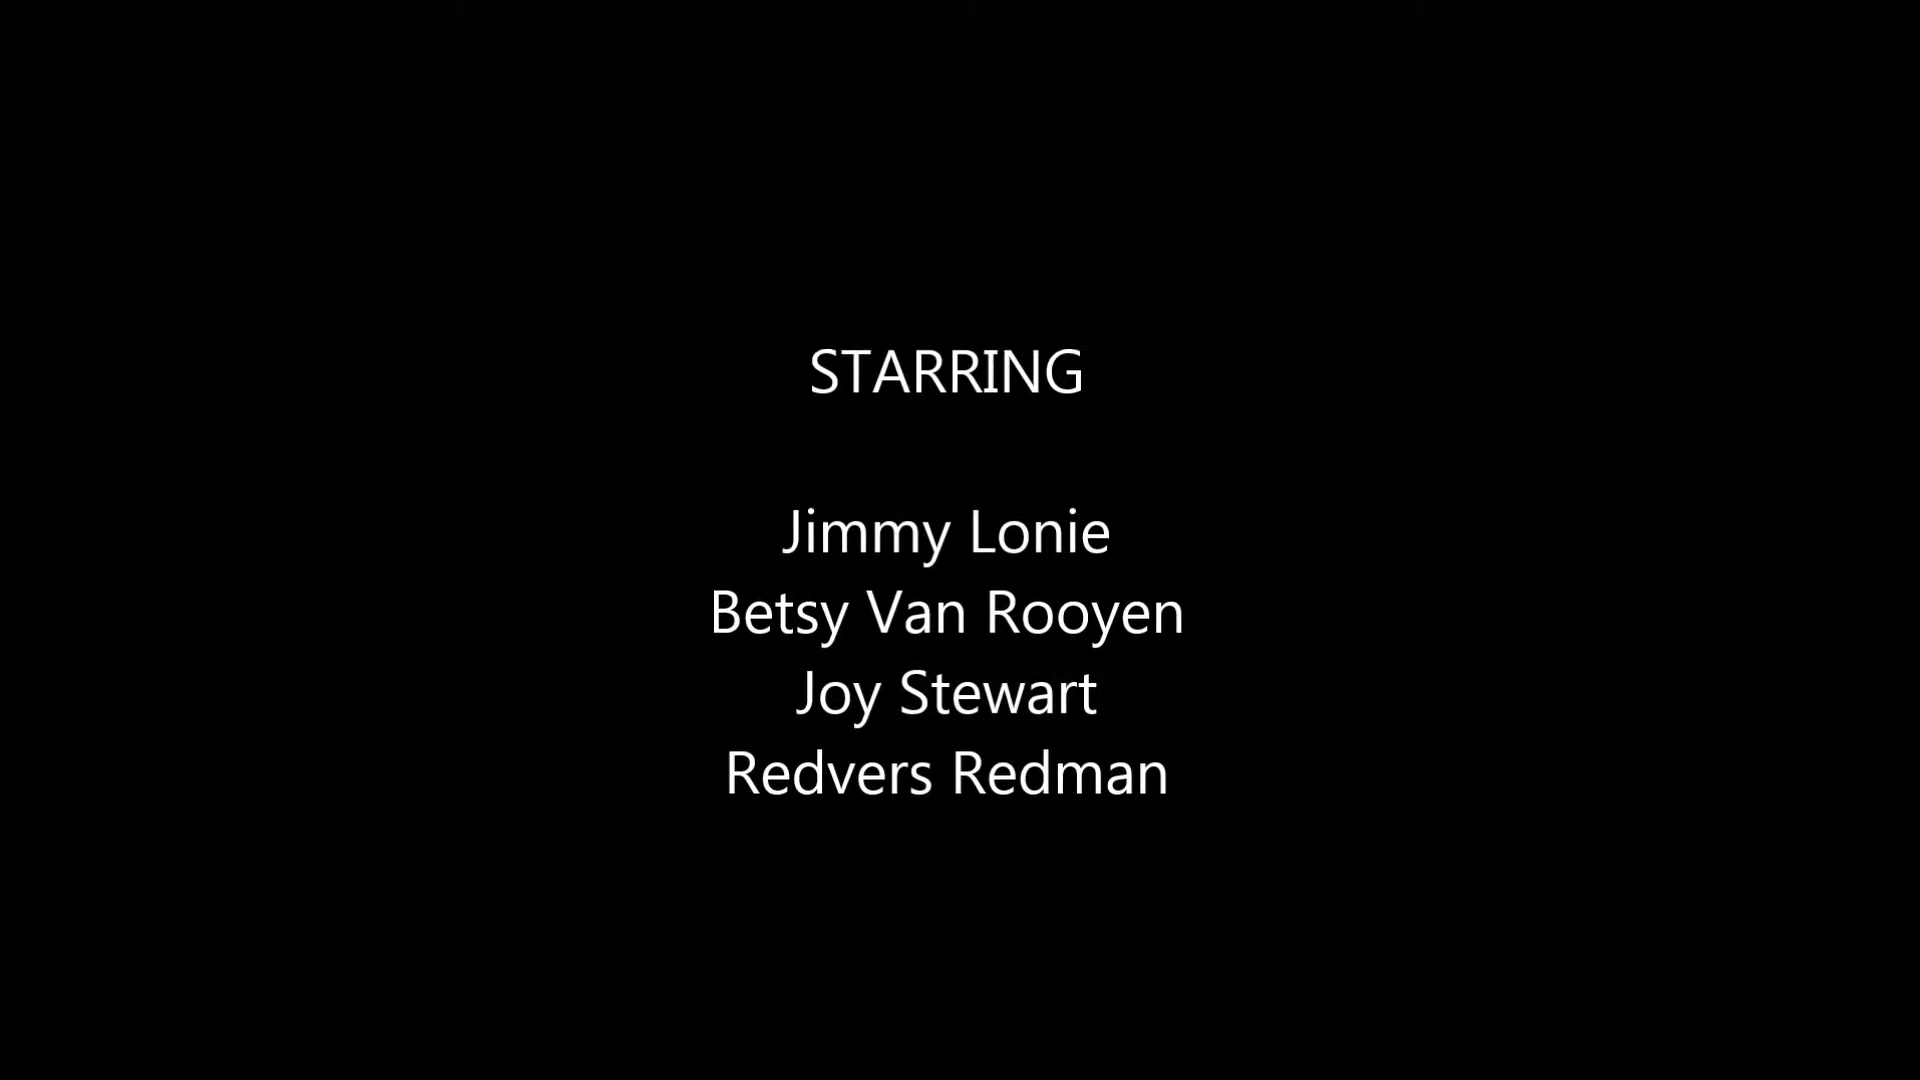 STARRING
Jimmy Lonie
Betsy Van Rooyen
Joy Stewart
Redvers Redman